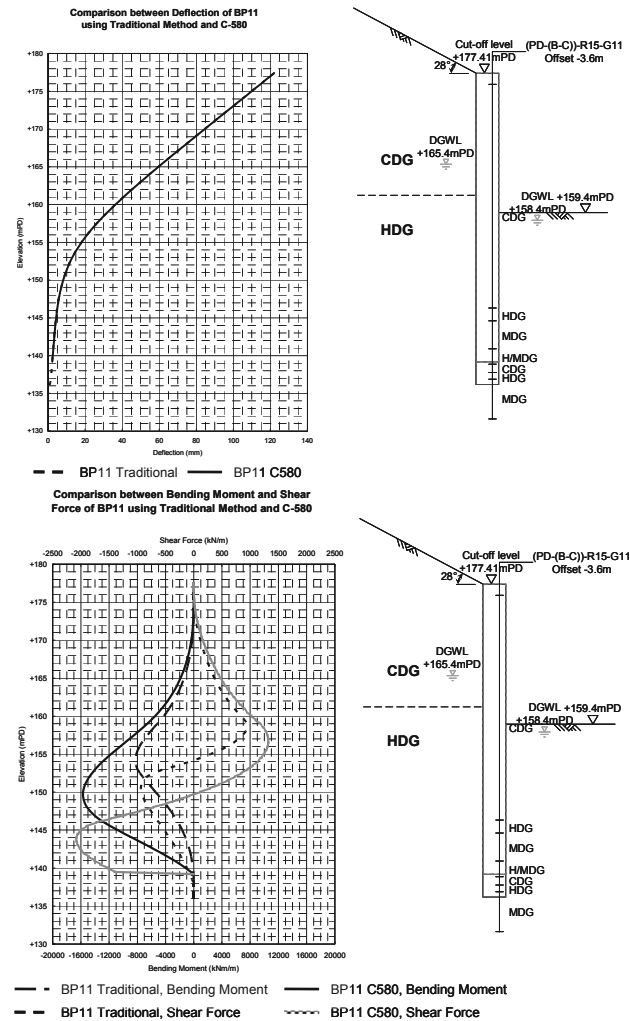 Comparison between Deflection of BP11
using Traditional Method and C-580
+180
+175
+170
+165
+160
+155
+150
+145
+140
+135
+130
Elevation (mPD)
0 20 40 60 80 100 120 140
Deflection (mm)
BP11 Traditional BP11 C580
Cut-off level
+177.41mPD
(PD-(B-C))-R15-G11
Offset -3.6m
28°
DGWL
+165.4mPD
CDG
HDG
DGWL +159.4mPD
+158.4mPD
CDG
HDG
MDG
H/MDG
CDG
HDG
MDG
Comparison between Bending Moment and Shear
Force of BP11 using Traditional Method and C-580
Shear Force (kN/m)
-2500 -2000 -1500 -1000 -500 0 500 1000 1500 2000 2500
+180
+175
+170
+165
+160
+155
+150
+145
+140
+135
+130
Elevation (mPD)
-20000 -16000 -12000 -8000 -4000 0 4000 8000 12000 16000 20000
Bending Moment (kNm/m)
BP11 Traditional, Bending Moment BP11 C580, Bending Moment
BP11 Traditional, Shear Force BP11 C580, Shear Force
Cut-off level
+177.41mPD
(PD-(B-C))-R15-G11
Offset -3.6m
28°
DGWL
+165.4mPD
CDG
HDG
DGWL +159.4mPD
+158.4mPD
CDG
HDG
MDG
H/MDG
CDG
HDG
MDG